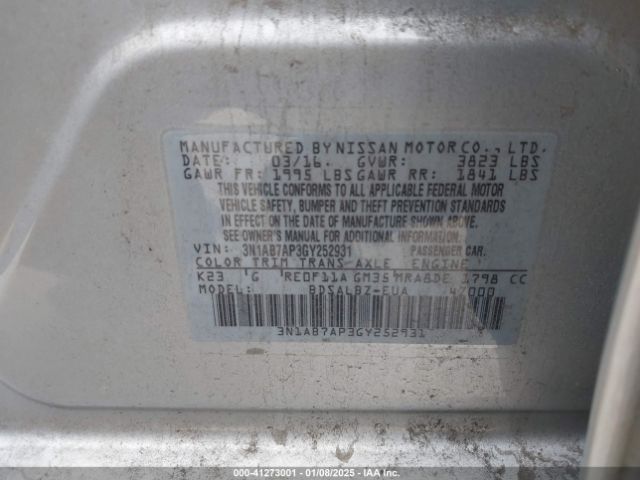 MANUFACTURED BY NISSAN MOTOR CO., LTD.
DATE: 03/16. GVWR: 3823 LBS
GAWR FR: 1995 LBS GAWR RR: 1841 LBS
THIS VEHICLE CONFORMS TO ALL APPLICABLE FEDERAL MOTOR
VEHICLE SAFETY, BUMPER AND THEFT PREVENTION STANDARDS
IN EFFECT ON THE DATE OF MANUFACTURE SHOWN ABOVE.
SEE OWNER'S MANUAL FOR ADDITIONAL INFORMATION.
VIN: 3N1AB7AP3GY252931 PASSENGER CAR.
COLOR TRIM TRANS AXLE ENGINE
K23 G RE0F11A GM35 MRA8DE 1798 CC
MODEL: BDSALBZ-EUA 4/000
3N1AB7AP3GY252931
000-41273001 | 01/08/2025 - IAA Inc.